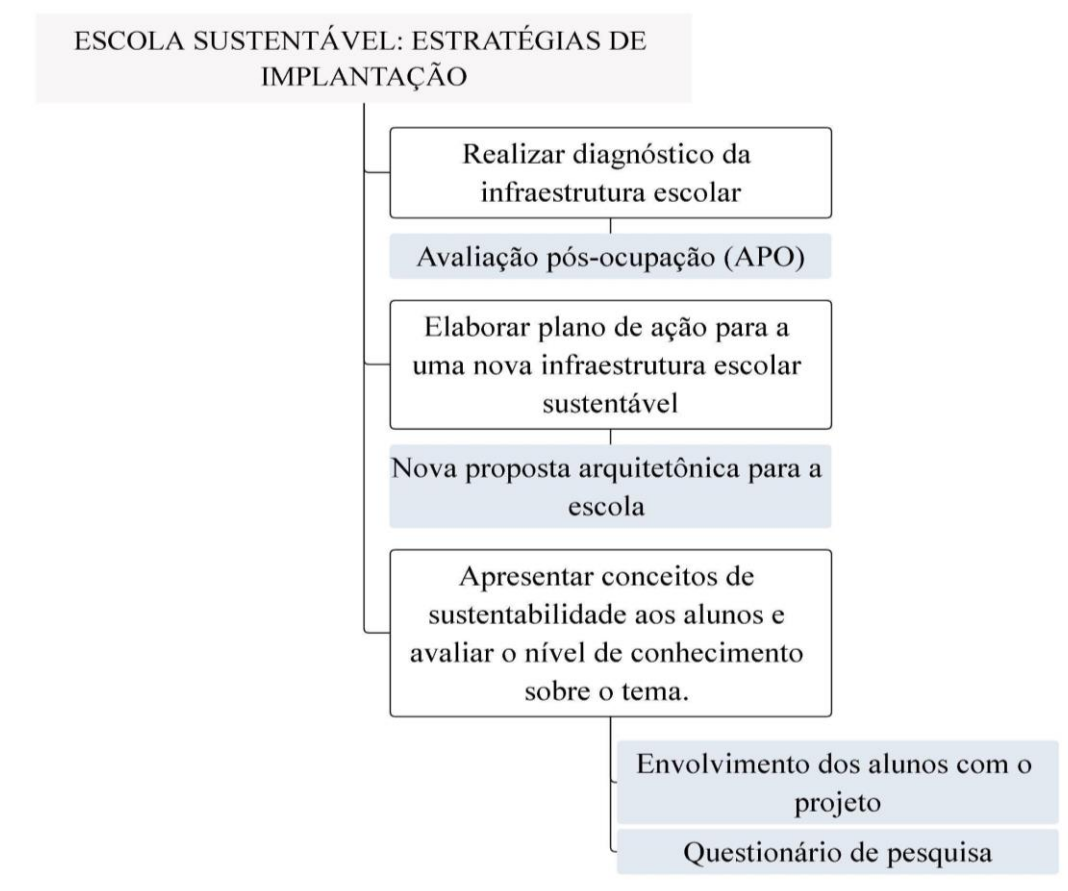 ESCOLA SUSTENTÁVEL: ESTRATÉGIAS DE
IMPLANTAÇÃO
Realizar diagnóstico da
infraestrutura escolar
Avaliação pós-ocupação (APO)
Elaborar plano de ação para a
uma nova infraestrutura escolar
sustentável
Nova proposta arquitetônica para a
escola
Apresentar conceitos de
sustentabilidade aos alunos e
avaliar o nível de conhecimento
sobre o tema.
Envolvimento dos alunos com o
projeto
Questionário de pesquisa